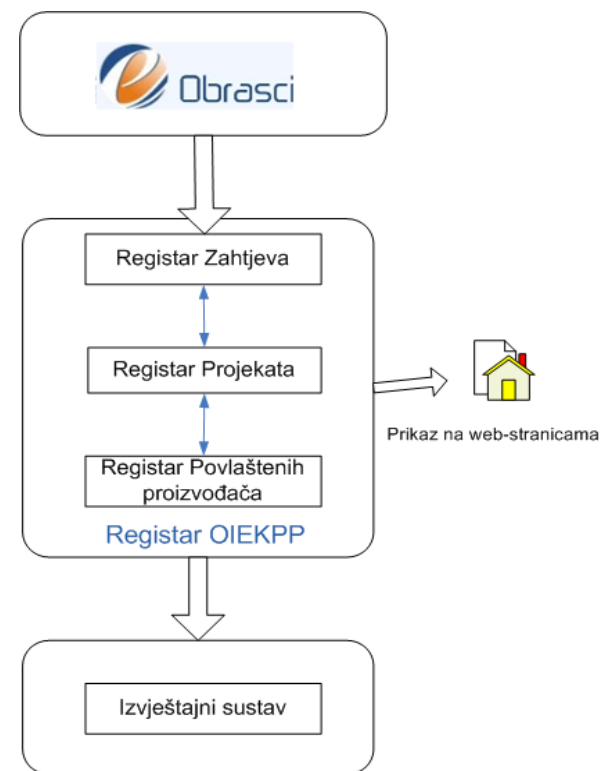 e Obrasci
Registar Zahtjeva
Registar Projekata
Prikaz na web-stranicama
Registar Povlaštenih
proizvođača
Registar OIEKPP
Izvještajni sustav